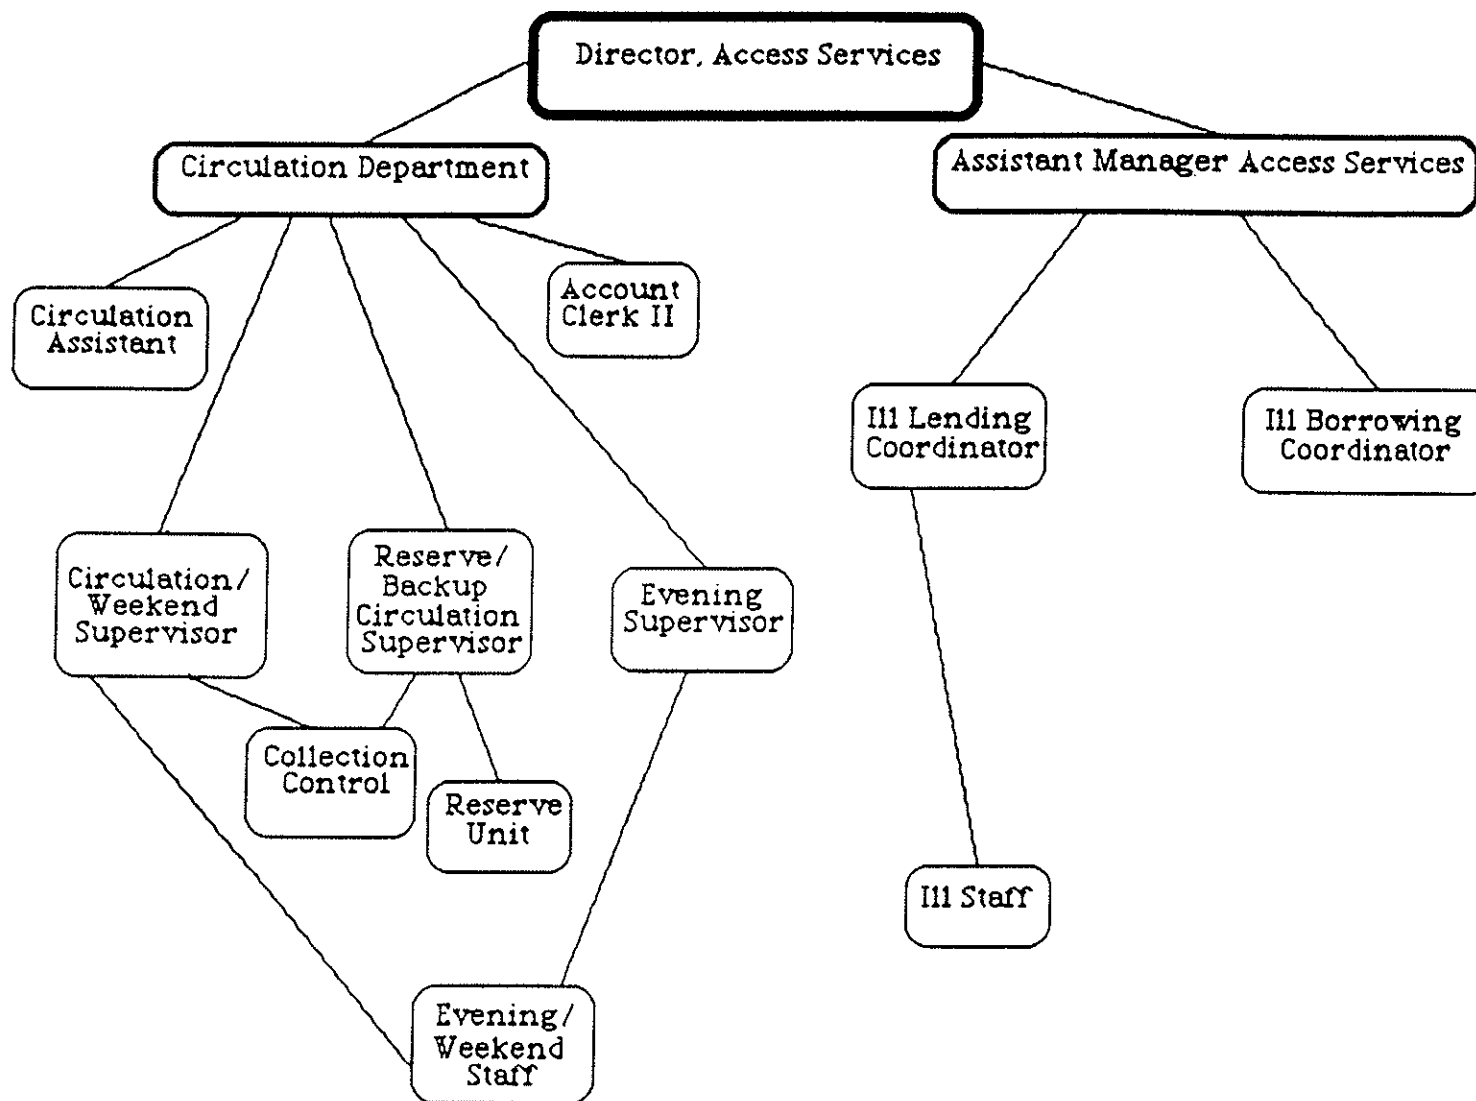 Director, Access Services
Circulation Department
Assistant Manager Access Services
Circulation
Assistant
Account
Clerk II
Ill Lending
Coordinator
Ill Borrowing
Coordinator
Circulation/
Weekend
Supervisor
Reserve/
Backup
Circulation
Supervisor
Evening
Supervisor
Collection
Control
Reserve
Unit
Ill Staff
Evening/
Weekend
Staff